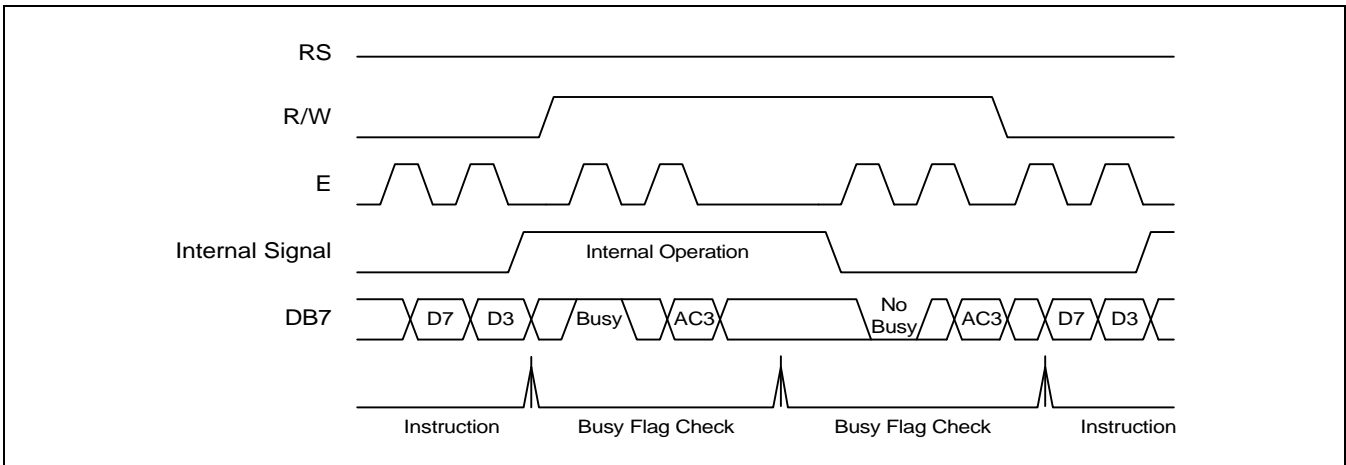 RS
R/W
E
Internal Signal
Internal Operation
DB7
D7
D3
Busy
AC3
No
Busy
AC3
D7
D3
Instruction
Busy Flag Check
Busy Flag Check
Instruction